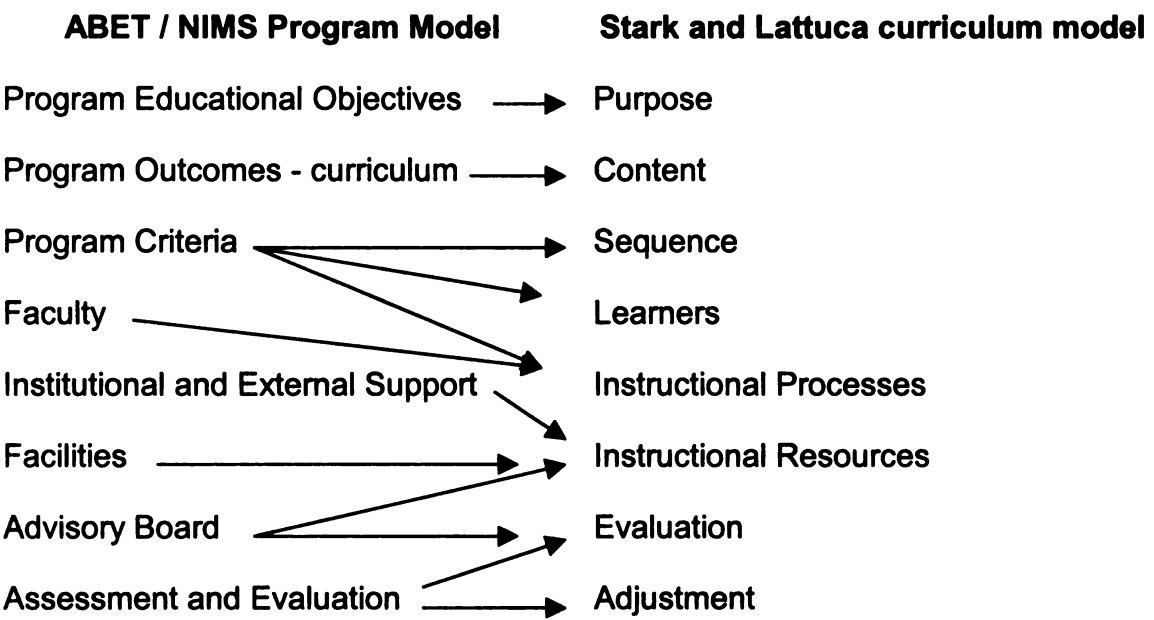 ABET / NIMS Program Model Stark and Lattuca curriculum model
Program Educational Objectives Purpose
Program Outcomes - curriculum Content
Program Criteria Sequence
Faculty Learners
Institutional and External Support Instructional Processes
Facilities Instructional Resources
Advisory Board Evaluation
Assessment and Evaluation Adjustment